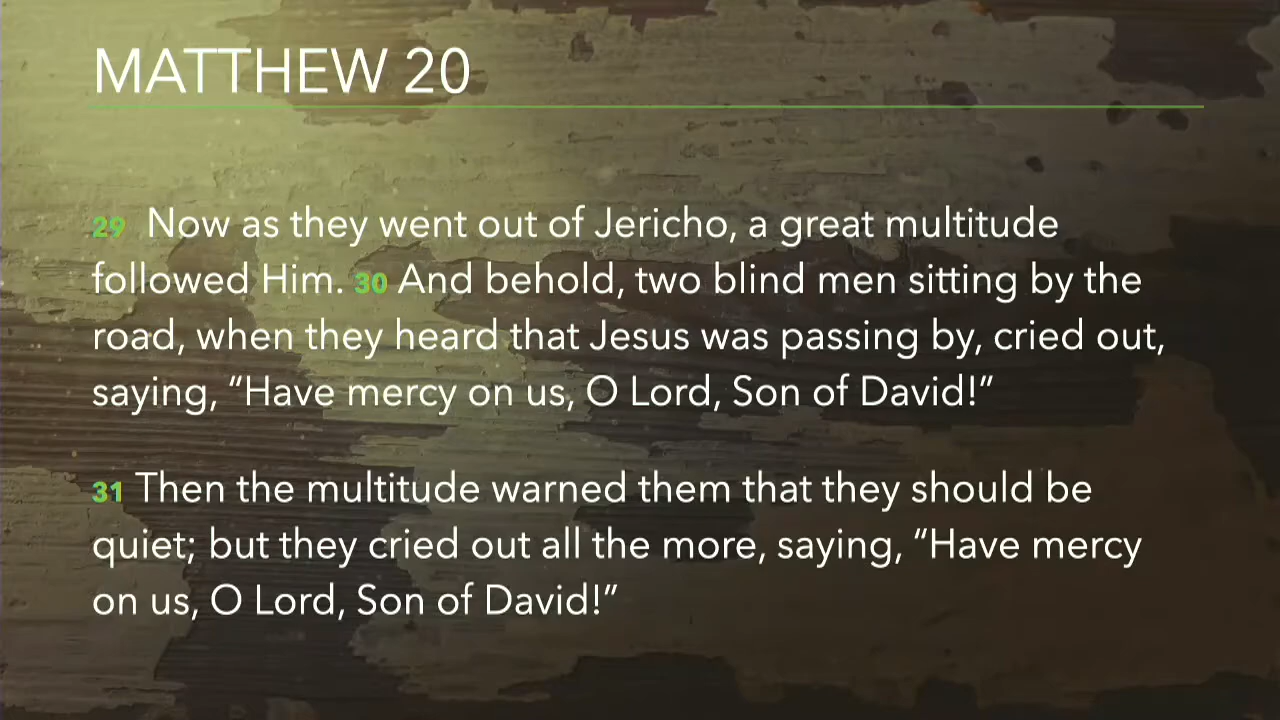 MATTHEW 20
29 Now as they went out of Jericho, a great multitude
followed Him. 30 And behold, two blind men sitting by the
road, when they heard that Jesus was passing by, cried out,
saying, “Have mercy on us, O Lord, Son of David!”
31 Then the multitude warned them that they should be
quiet; but they cried out all the more, saying, “Have mercy
on us, O Lord, Son of David!”